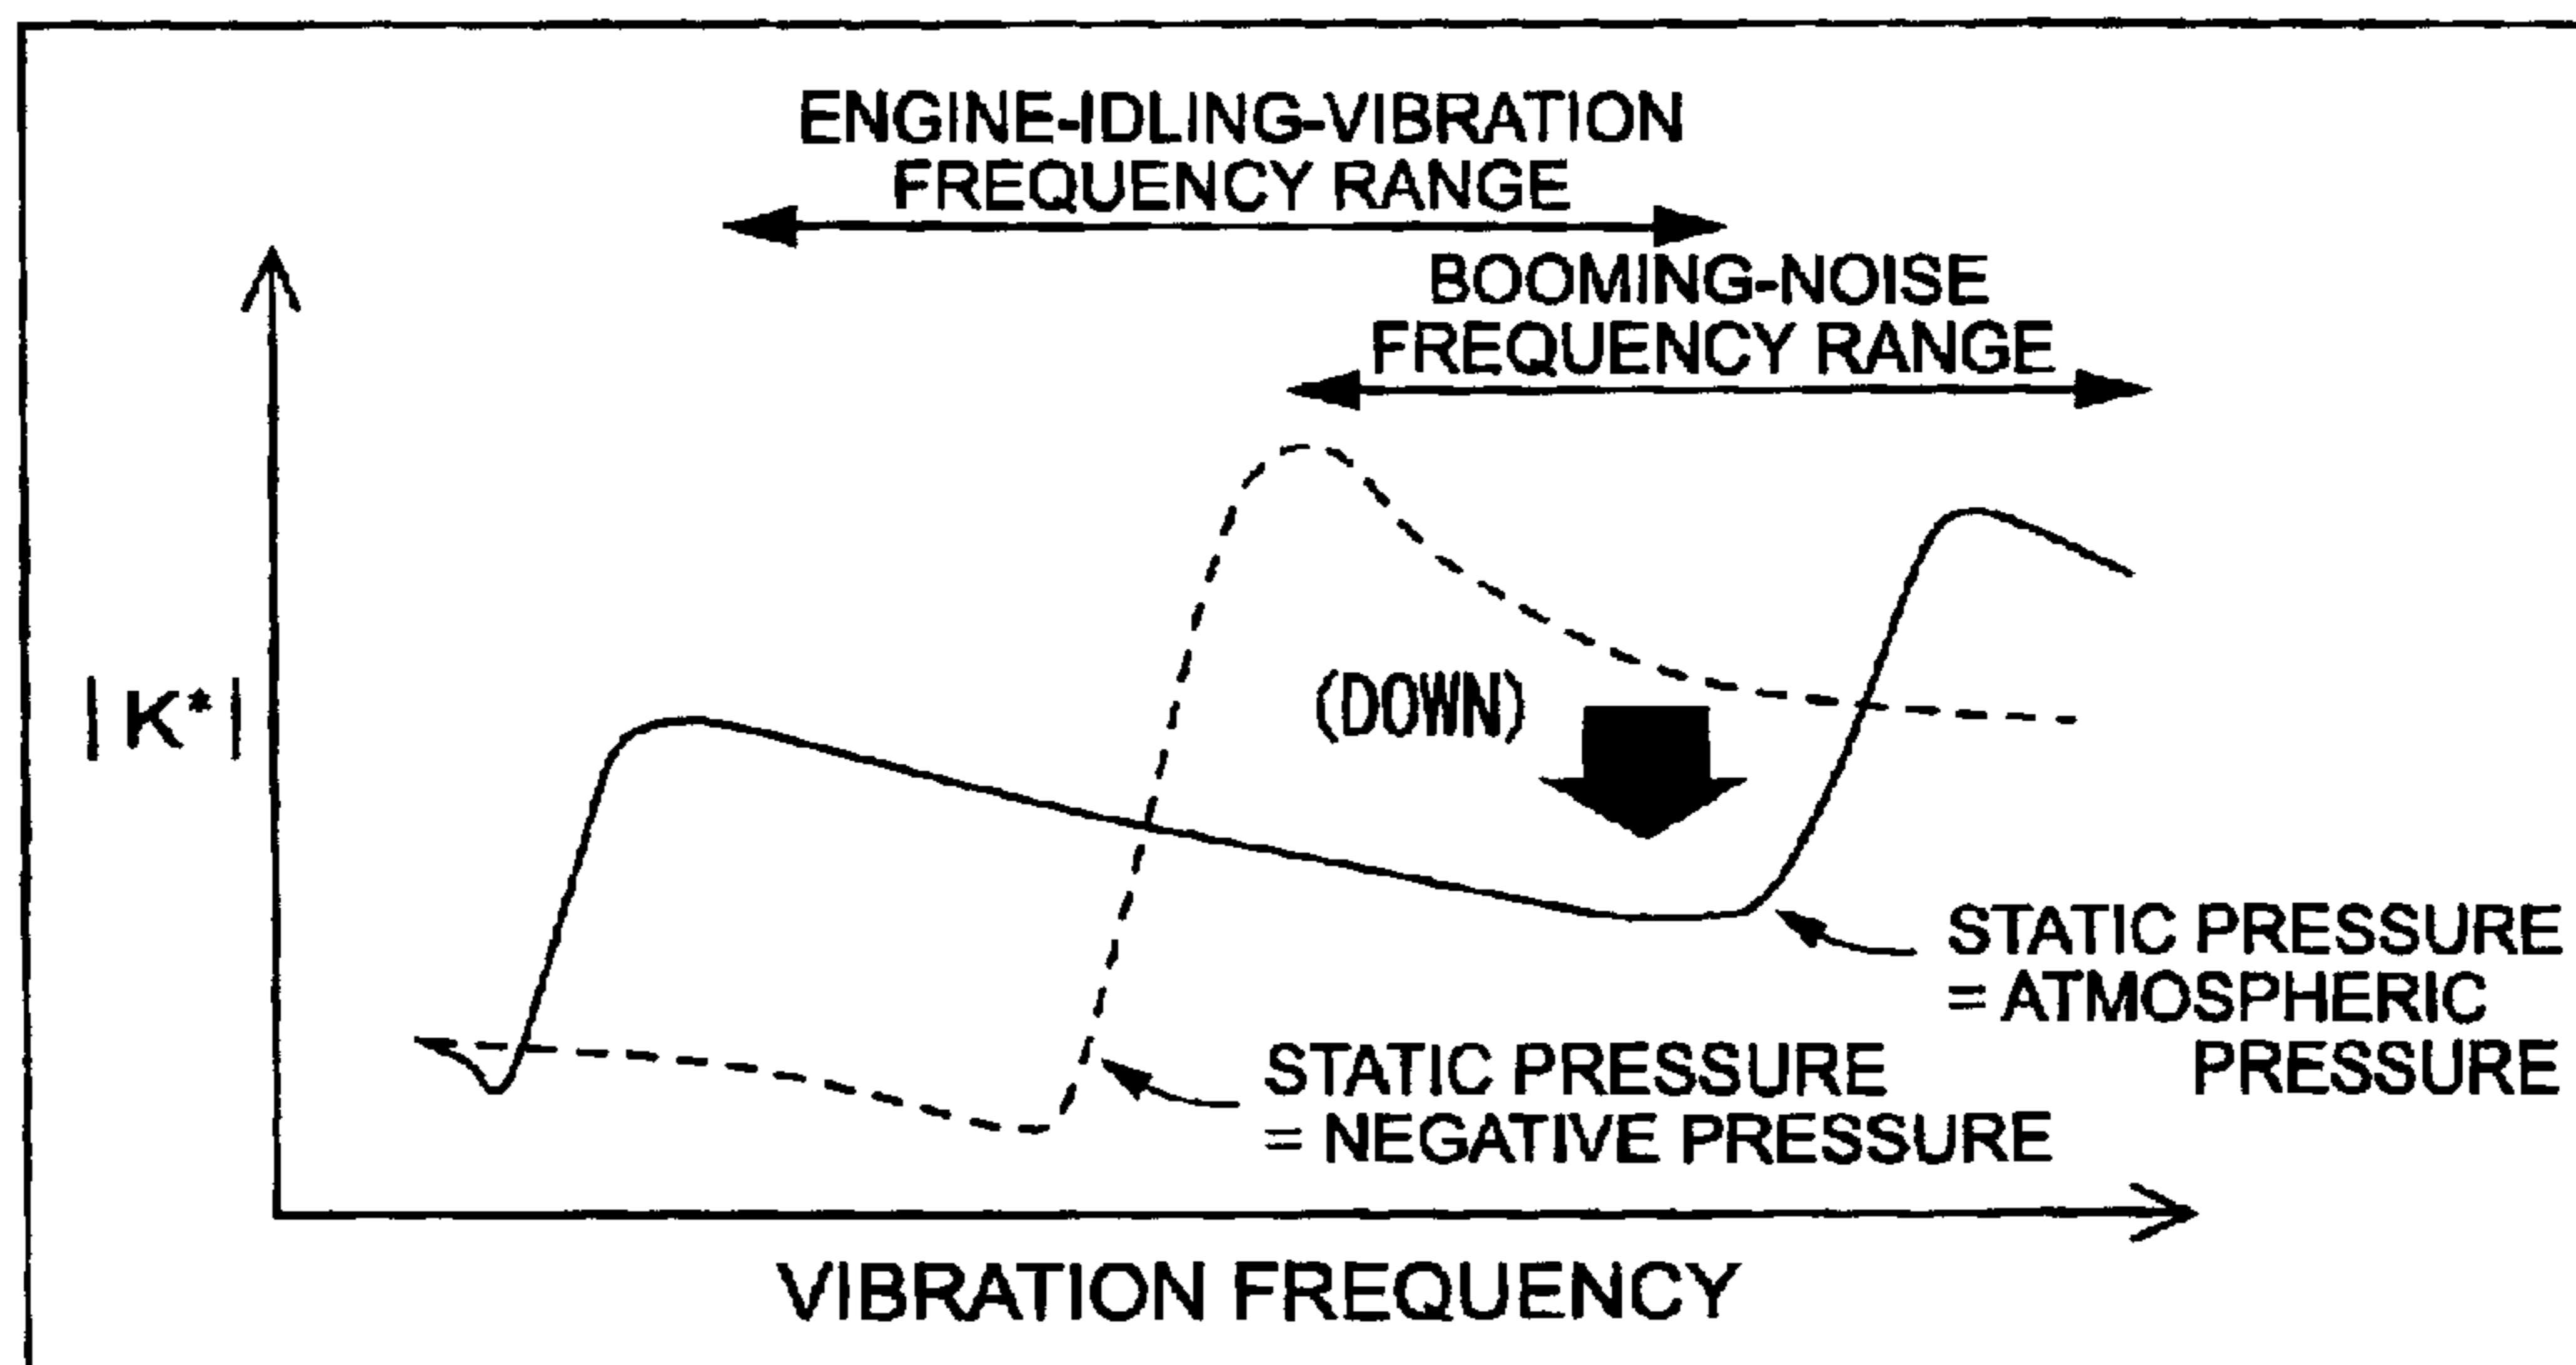 ENGINE-IDLING-VIBRATION
FREQUENCY RANGE
BOOMING-NOISE
FREQUENCY RANGE
|K*|
(DOWN)
STATIC PRESSURE
= ATMOSPHERIC
PRESSURE
STATIC PRESSURE
= NEGATIVE PRESSURE
VIBRATION FREQUENCY